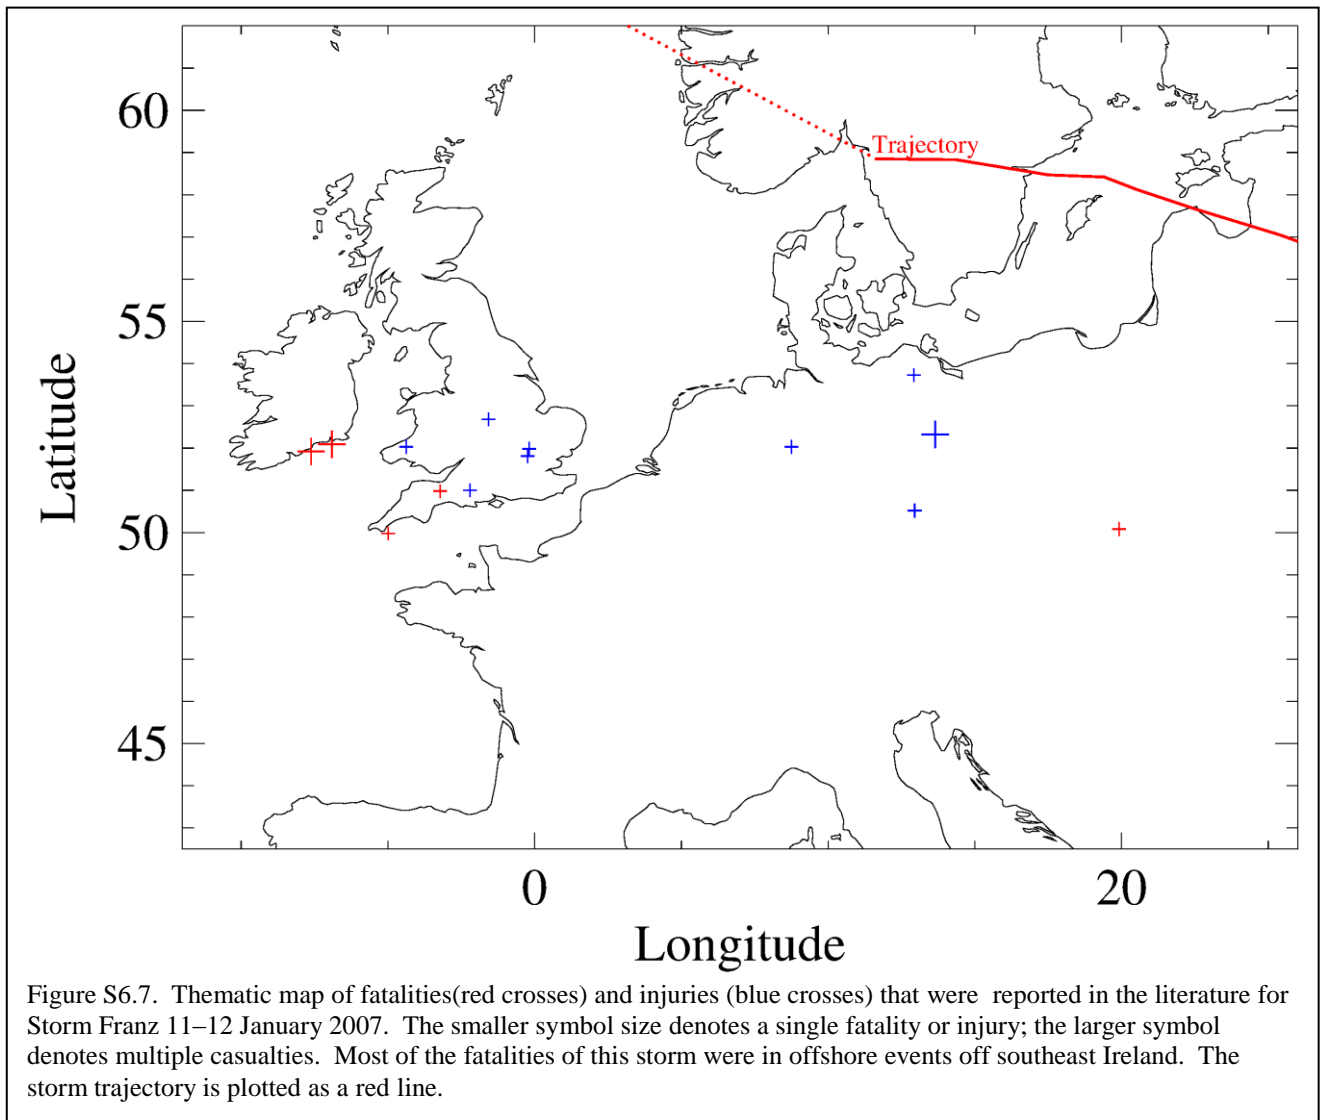 60
Trajectory
55
50
45
Latitude
0
20
Longitude
Figure S6.7.  Thematic map of fatalities(red crosses) and injuries (blue crosses) that were  reported in the literature for
Storm Franz 11–12 January 2007.  The smaller symbol size denotes a single fatality or injury; the larger symbol
denotes multiple casualties.  Most of the fatalities of this storm were in offshore events off southeast Ireland.  The
storm trajectory is plotted as a red line.